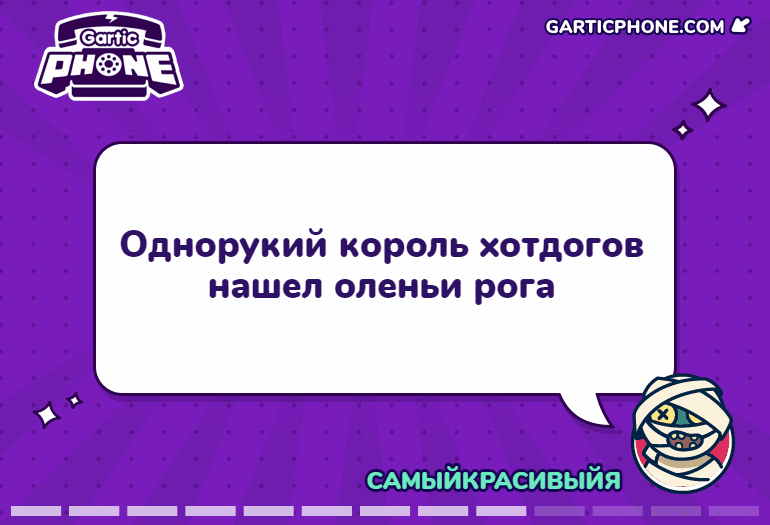 Gartic
PHONE
GARTICPHONE.COM
Однорукий король хотдогов
нашел оленьи рога
САМЫЙКРАСИВЫЙЯ